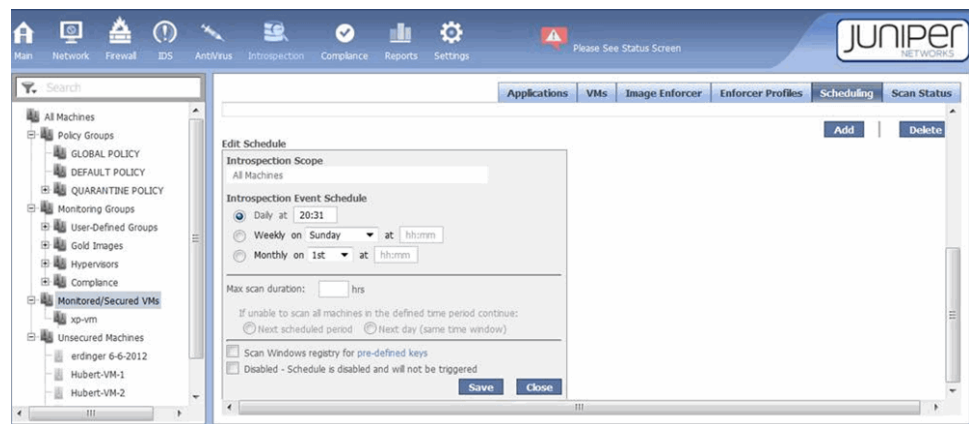 Main Network Firewall IDS AntiVirus Introspection Compliance Reports Settings
Please See Status Screen
JUNIPER
NETWORKS
Search
All Machines
Policy Groups
GLOBAL POLICY
DEFAULT POLICY
QUARANTINE POLICY
Monitoring Groups
User-Defined Groups
Gold Images
Hypervisors
Compliance
Monitored/Secured VMs
xp-vm
Unsecured Machines
erdinger 6-6-2012
Hubert-VM-1
Hubert-VM-2
Applications VMs Image Enforcer Enforcer Profiles Scheduling Scan Status
Add | Delete
Edit Schedule
Introspection Scope
All Machines
Introspection Event Schedule
Daily at 20:31
Weekly on Sunday at hh:mm
Monthly on 1st at hh:mm
Max scan duration: hrs
If unable to scan all machines in the defined time period continue:
Next scheduled period Next day (same time window)
Scan Windows registry for pre-defined keys
Disabled - Schedule is disabled and will not be triggered
Save Close